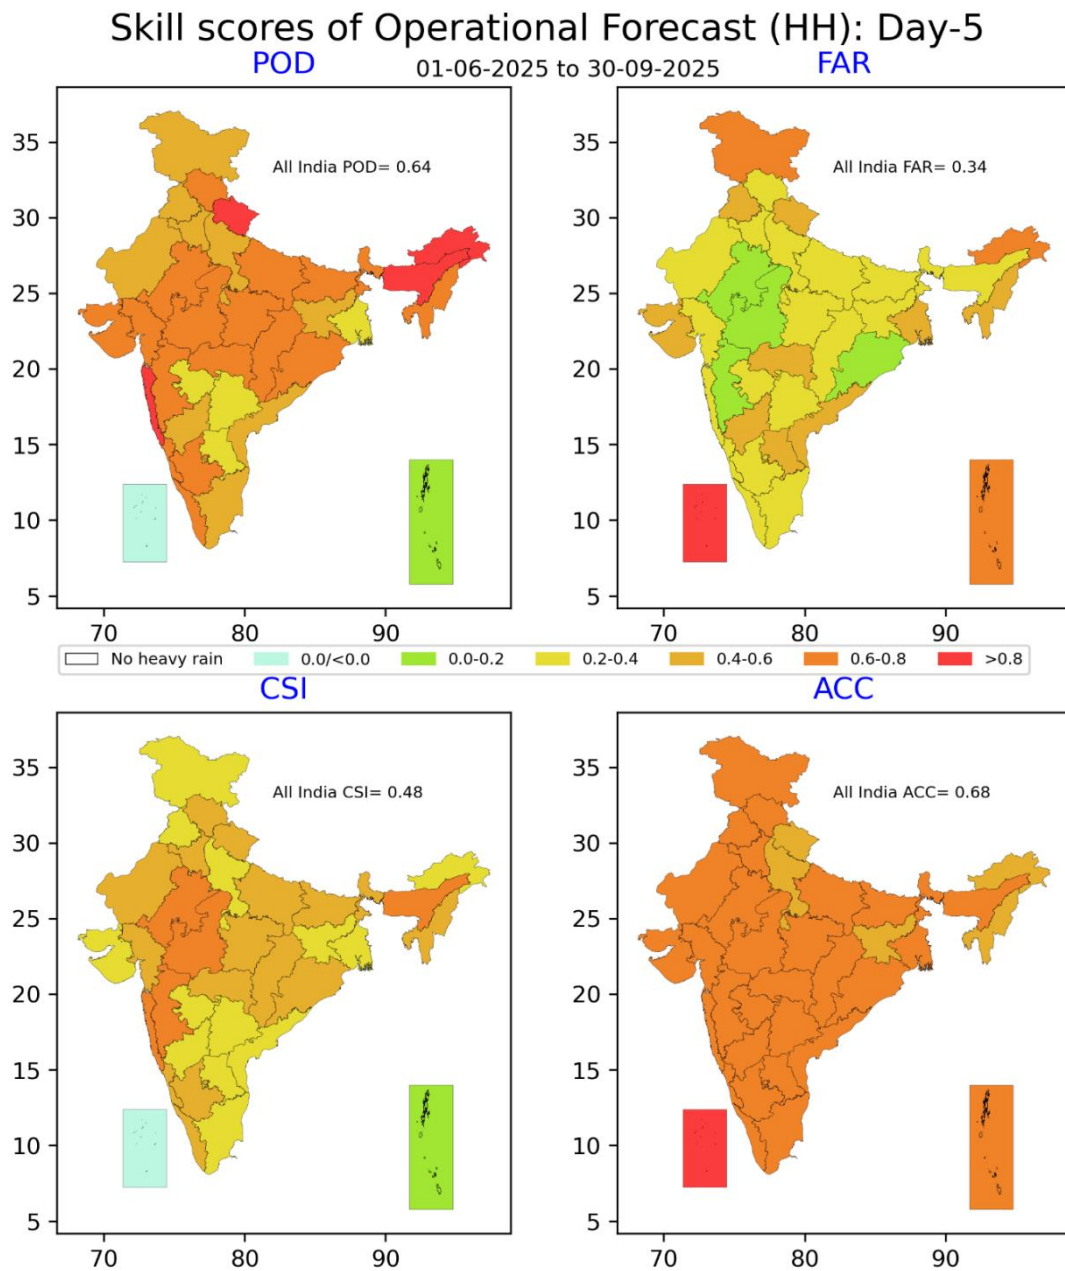 Skill scores of Operational Forecast (HH): Day-5
POD 01-06-2025 to 30-09-2025 FAR
35
30
25
20
15
10
5
70 80 90
All India POD= 0.64
35
30
25
20
15
10
5
70 80 90
All India FAR= 0.34
No heavy rain 0.0/<0.0 0.0-0.2 0.2-0.4 0.4-0.6 0.6-0.8 >0.8
CSI ACC
35
30
25
20
15
10
5
70 80 90
All India CSI= 0.48
35
30
25
20
15
10
5
70 80 90
All India ACC= 0.68